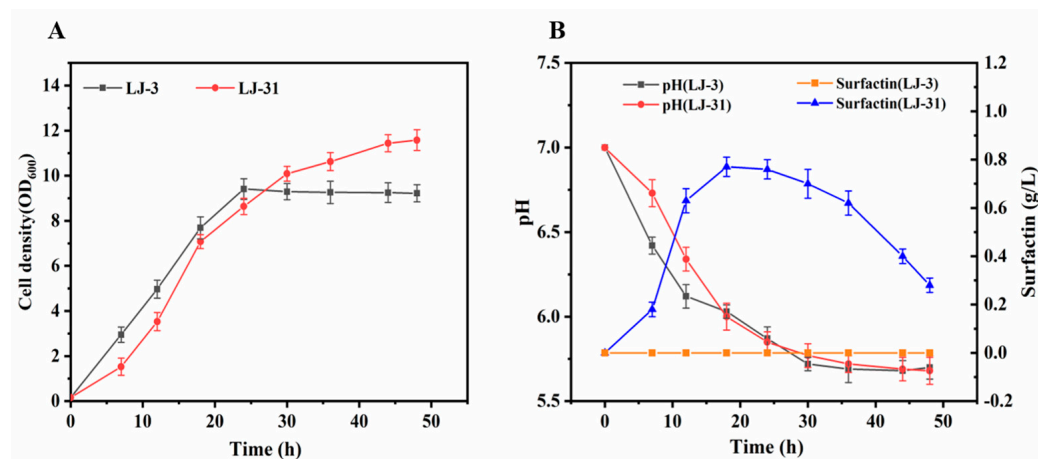 A
LJ-3
LJ-31
14
12
10
8
6
4
2
0
Cell density(OD600)
0
10
20
30
40
50
Time (h)
B
pH(LJ-3)
pH(LJ-31)
Surfactin(LJ-3)
Surfactin(LJ-31)
7.5
7.0
6.5
6.0
5.5
pH
1.2
1.0
0.8
0.6
0.4
0.2
0.0
-0.2
Surfactin (g/L)
0
10
20
30
40
50
Time (h)